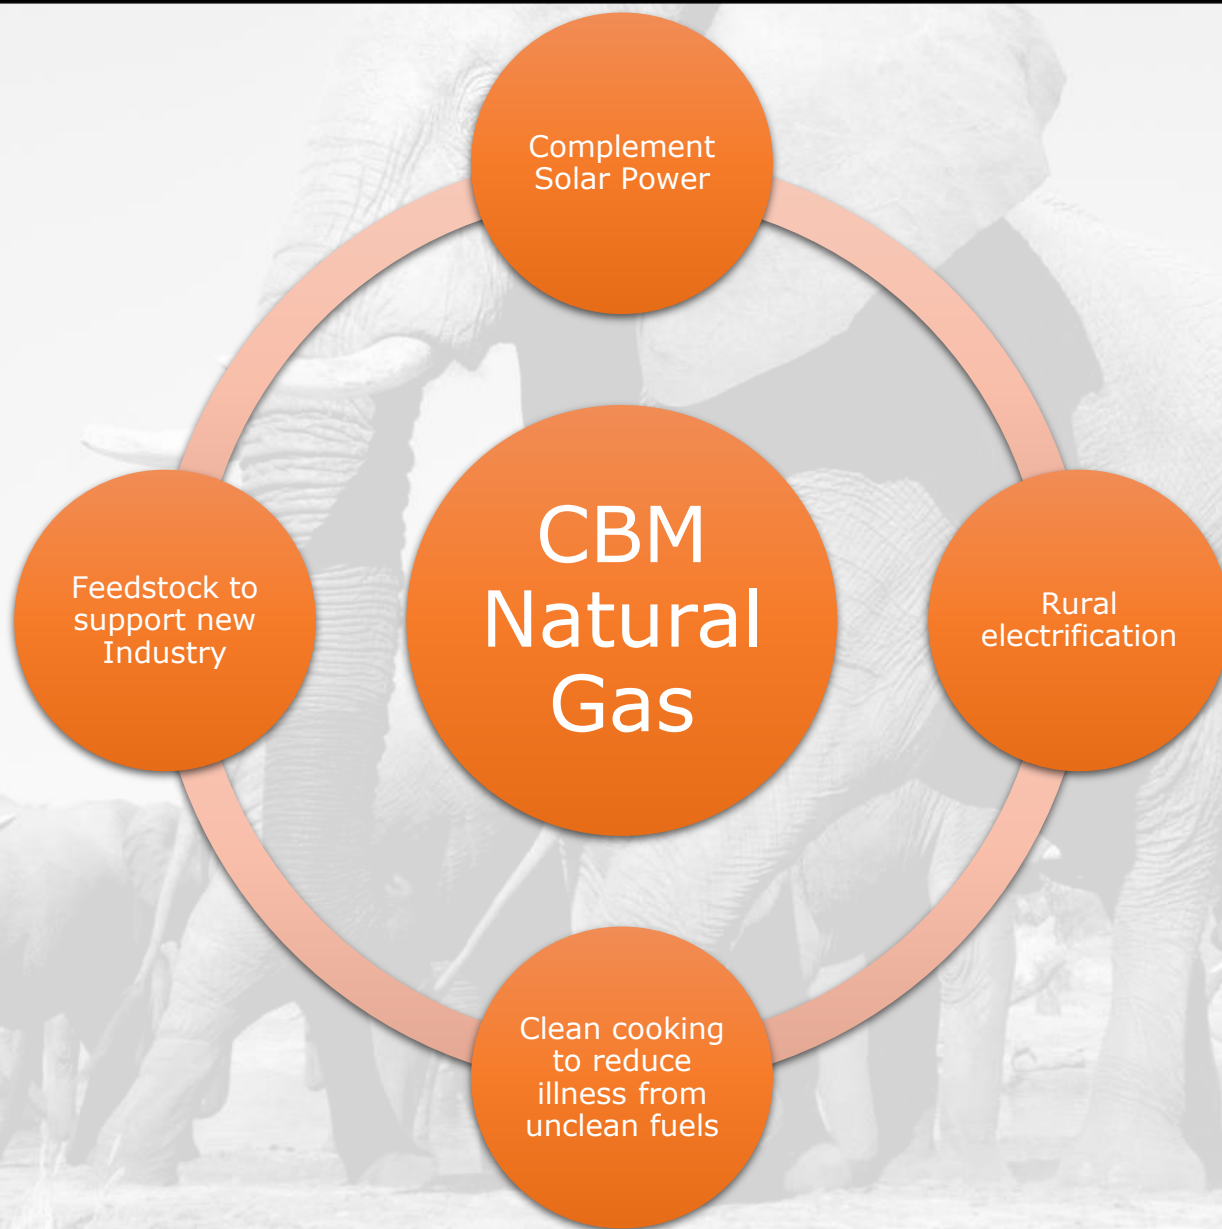 Complement
Solar Power
CBM
Natural
Gas
Feedstock to
support new
Industry
Rural
electrification
Clean cooking
to reduce
illness from
unclean fuels